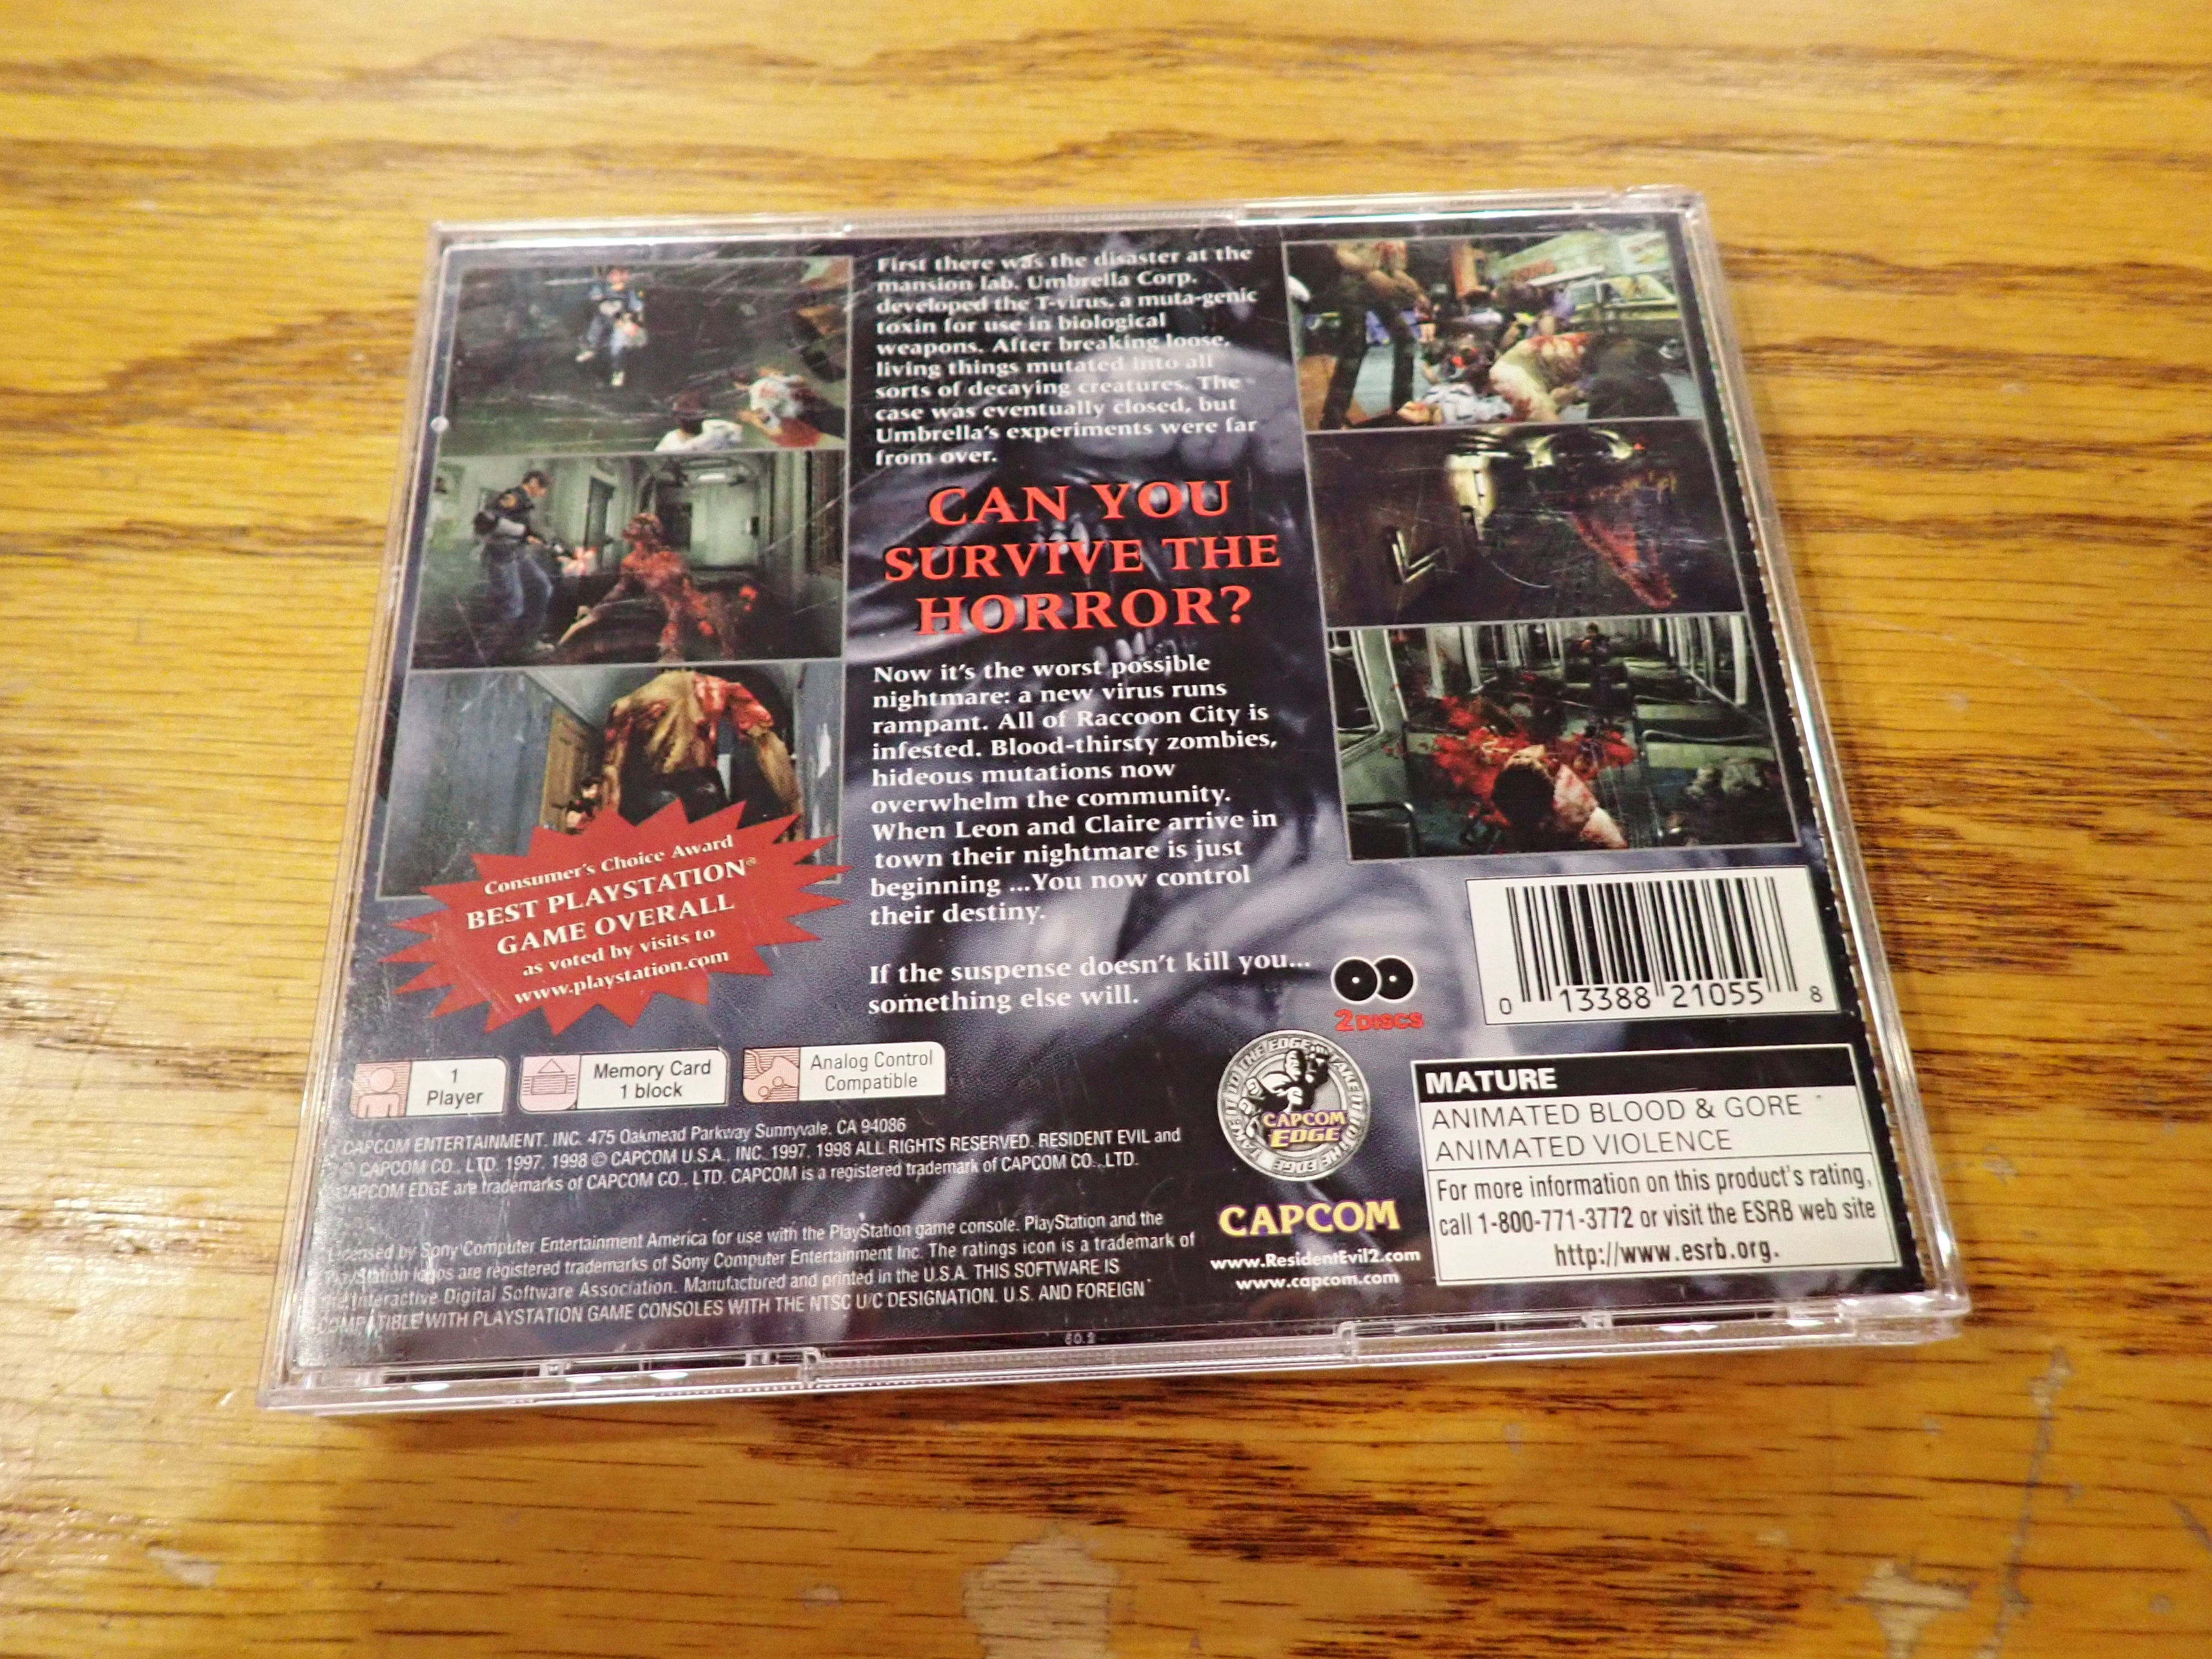 First there was the disaster at the
mansion lab. Umbrella Corp.
developed the T-virus, a muta-genic
toxin for use in biological
weapons. After breaking loose,
living things mutated into all
sorts of decaying creatures. The
case was eventually closed, but
Umbrella's experiments were far
from over.
CAN YOU
SURVIVE THE
HORROR?
Now it's the worst possible
nightmare: a new virus runs
rampant. All of Raccoon City is
infested. Blood-thirsty zombies,
hideous mutations now
overwhelm the community.
When Leon and Claire arrive in
town their nightmare is just
beginning ...You now control
their destiny.
If the suspense doesn't kill you...
something else will.
Consumer's Choice Award
BEST PLAYSTATION®
GAME OVERALL
as voted by visits to
www.playstation.com
2 DISCS
0 13388 21055 8
1
Player
Memory Card
1 block
Analog Control
Compatible
CAPCOM ENTERTAINMENT, INC. 475 Oakmead Parkway Sunnyvale, CA 94086
© CAPCOM CO., LTD. 1997, 1998 © CAPCOM U.S.A., INC. 1997, 1998 ALL RIGHTS RESERVED. RESIDENT EVIL and
CAPCOM EDGE are trademarks of CAPCOM CO., LTD. CAPCOM is a registered trademark of CAPCOM CO., LTD.
Licensed by Sony Computer Entertainment America for use with the PlayStation game console. PlayStation and the
PlayStation logos are registered trademarks of Sony Computer Entertainment Inc. The ratings icon is a trademark of
the Interactive Digital Software Association. Manufactured and printed in the U.S.A. THIS SOFTWARE IS
COMPATIBLE WITH PLAYSTATION GAME CONSOLES WITH THE NTSC U/C DESIGNATION. U.S. AND FOREIGN
60.2
CAPCOM
EDGE
CAPCOM
www.ResidentEvil2.com
www.capcom.com
MATURE
ANIMATED BLOOD & GORE
ANIMATED VIOLENCE
For more information on this product's rating,
call 1-800-771-3772 or visit the ESRB web site
http://www.esrb.org.